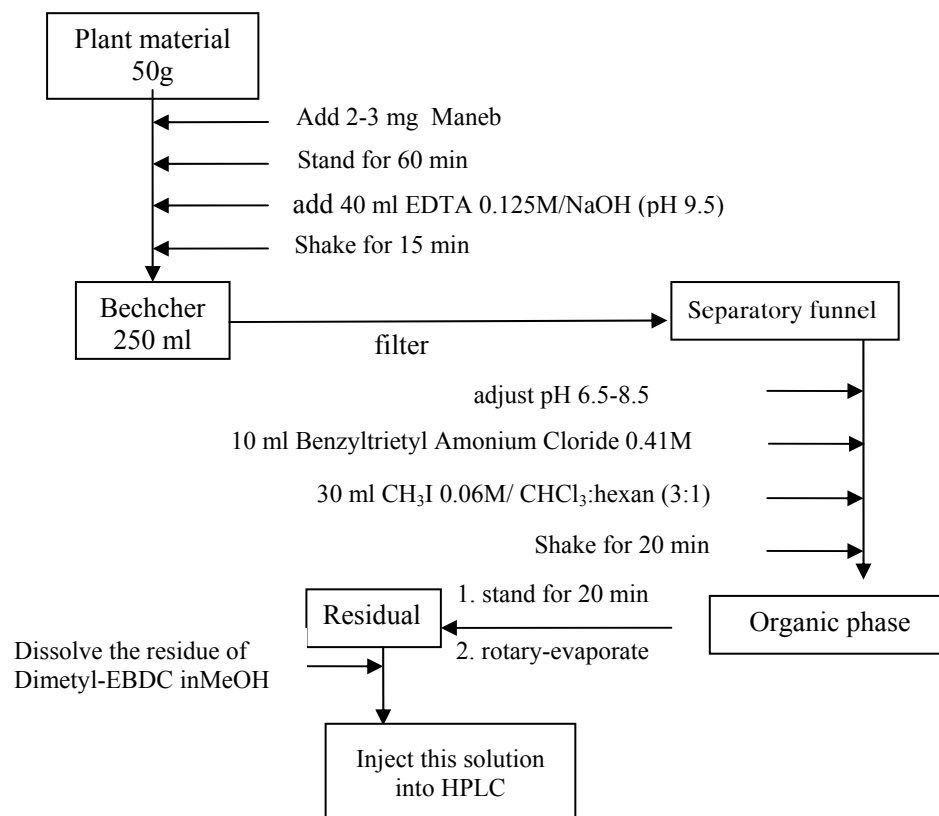 Plant material
50g
Add 2-3 mg Maneb
Stand for 60 min
add 40 ml EDTA 0.125M/NaOH (pH 9.5)
Shake for 15 min
Bechcher
250 ml
filter
Separatory funnel
adjust pH 6.5-8.5
10 ml Benzyltrietyl Amonium Cloride 0.41M
30 ml CH₃I 0.06M/ CHCl₃:hexan (3:1)
Shake for 20 min
Organic phase
1. stand for 20 min
2. rotary-evaporate
Residual
Dissolve the residue of
Dimetyl-EBDC inMeOH
Inject this solution
into HPLC